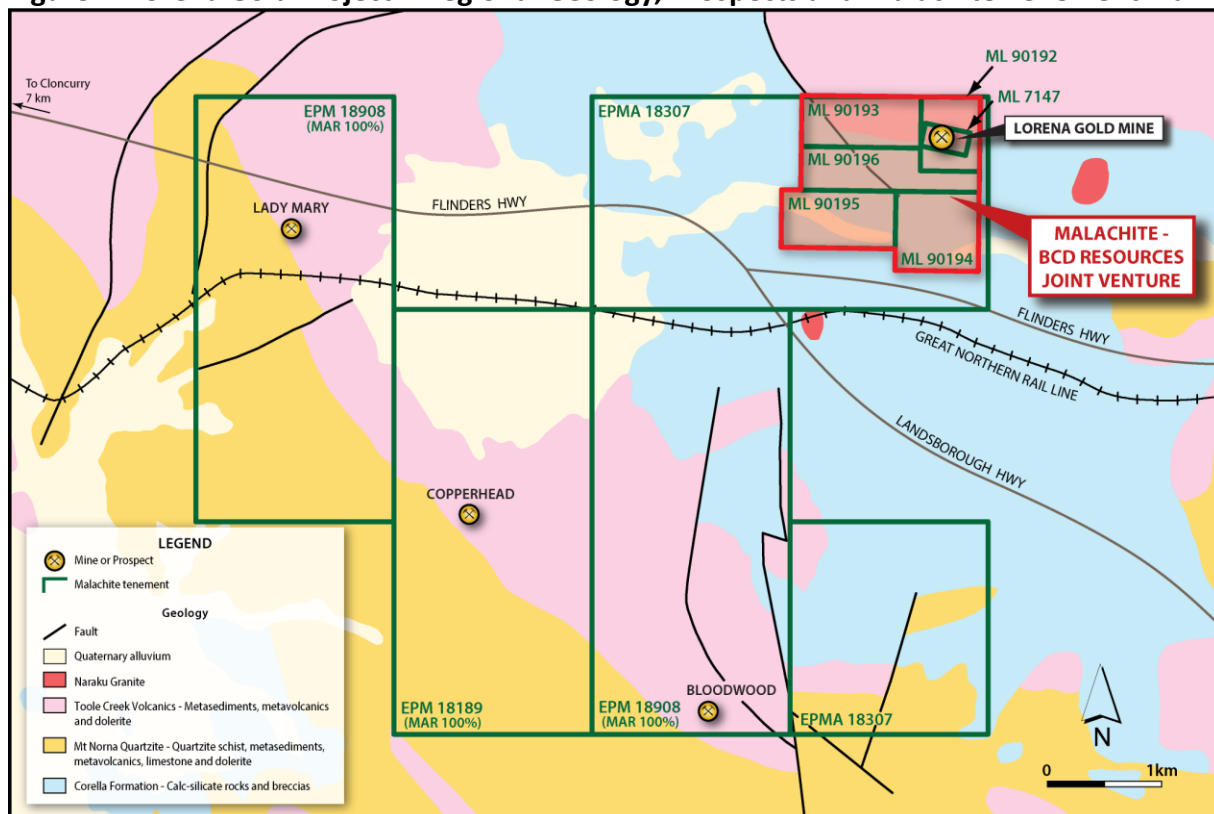 To Cloncurry
7 km
EPM 18908
(MAR 100%)
EPMA 18307
ML 90192
ML 90193
ML 7147
LORENA GOLD MINE
ML 90196
LADY MARY
FLINDERS HWY
ML 90195
ML 90194
MALACHITE -
BCD RESOURCES
JOINT VENTURE
FLINDERS HWY
GREAT NORTHERN RAIL LINE
LANDSBOROUGH HWY
COPPERHEAD
BLOODWOOD
EPM 18189
(MAR 100%)
EPM 18908
(MAR 100%)
EPMA 18307
N
0 1km
LEGEND
Mine or Prospect
Malachite tenement
Geology
Fault
Quaternary alluvium
Naraku Granite
Toole Creek Volcanics - Metasediments, metavolcanics
and dolerite
Mt Norna Quartzite - Quartzite schist, metasediments,
metavolcanics, limestone and dolerite
Corella Formation - Calc-silicate rocks and breccias